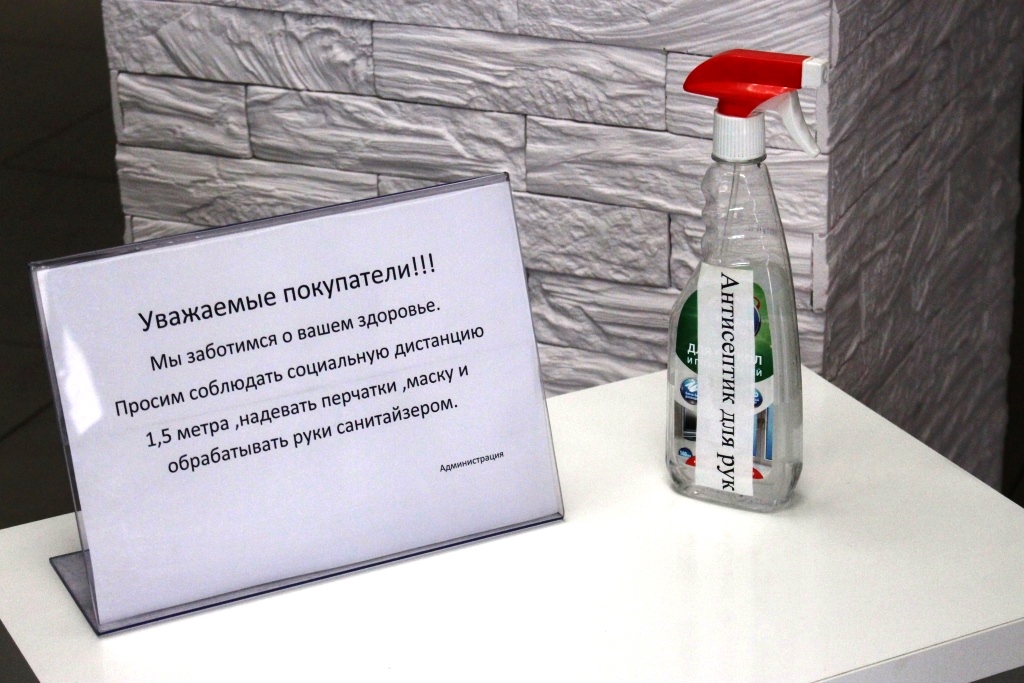 Уважаемые покупатели!!!
Мы заботимся о вашем здоровье.
Просим соблюдать социальную дистанцию
1,5 метра ,надевать перчатки ,маску и
обрабатывать руки санитайзером.
Администрация
Антисептик для рук